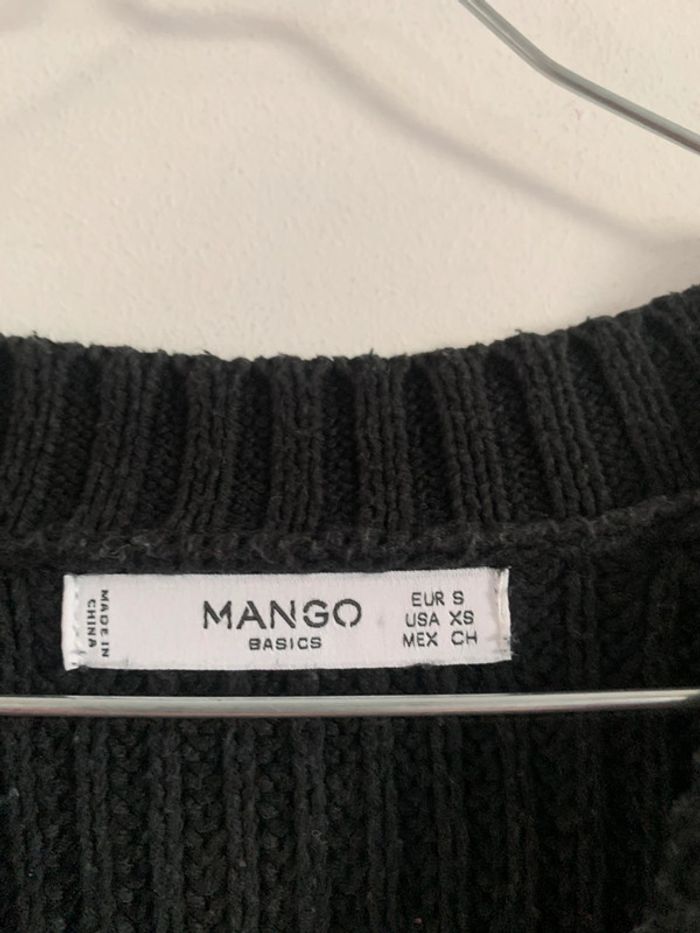 MADE IN
CHINA
MANGO
BASICS
EUR S
USA XS
MEX CH